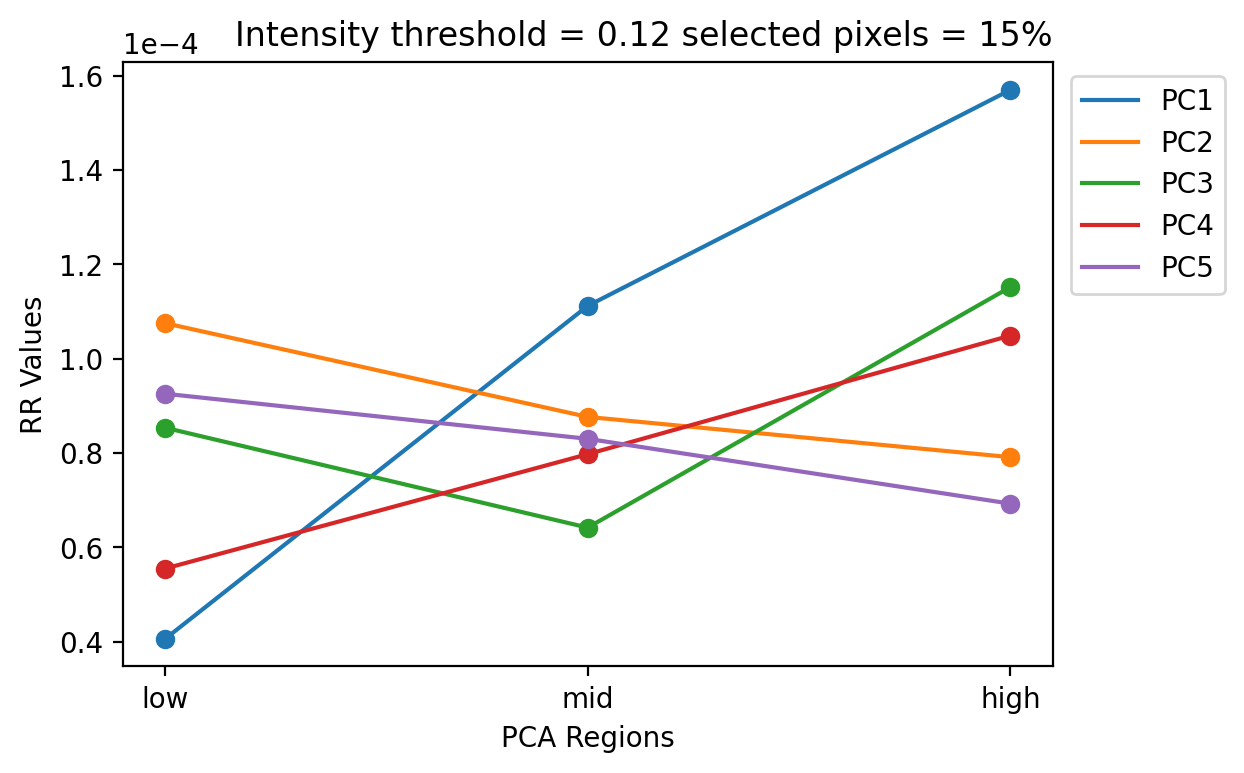 Intensity threshold = 0.12 selected pixels = 15%
1e−4
1.6
1.4
1.2
1.0
0.8
0.6
0.4
RR Values
low mid high
PCA Regions
PC1
PC2
PC3
PC4
PC5